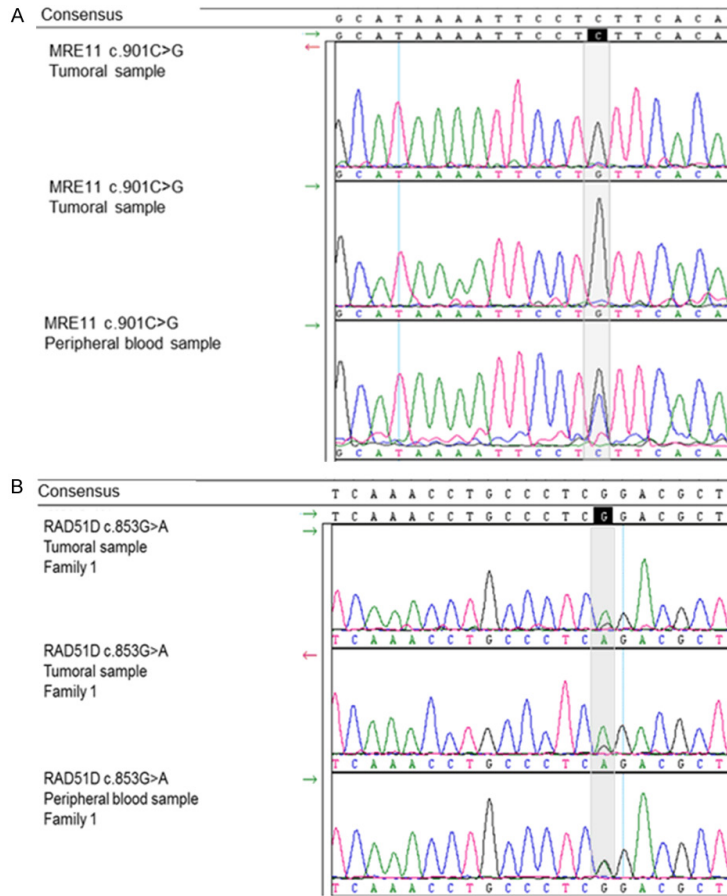 A
Consensus
G C A T A A A A T T C C T C T T C A C A
G C A T A A A A T T C C T C T T C A C A
MRE11 c.901C>G
Tumoral sample
G C A T A A A A T T C C T G T T C A C A
MRE11 c.901C>G
Tumoral sample
G C A T A A A A T T C C T G T T C A C A
MRE11 c.901C>G
Peripheral blood sample
G C A T A A A A T T C C T C T T C A C A
B
Consensus
T C A A A C C T G C C C T C G G A C G C T
T C A A A C C T G C C C T C G G A C G C T
RAD51D c.853G>A
Tumoral sample
Family 1
T C A A A C C T G C C C T C A G A C G C T
RAD51D c.853G>A
Tumoral sample
Family 1
T C A A A C C T G C C C T C A G A C G C T
RAD51D c.853G>A
Peripheral blood sample
Family 1
T C A A A C C T G C C C T C G G A C G C T